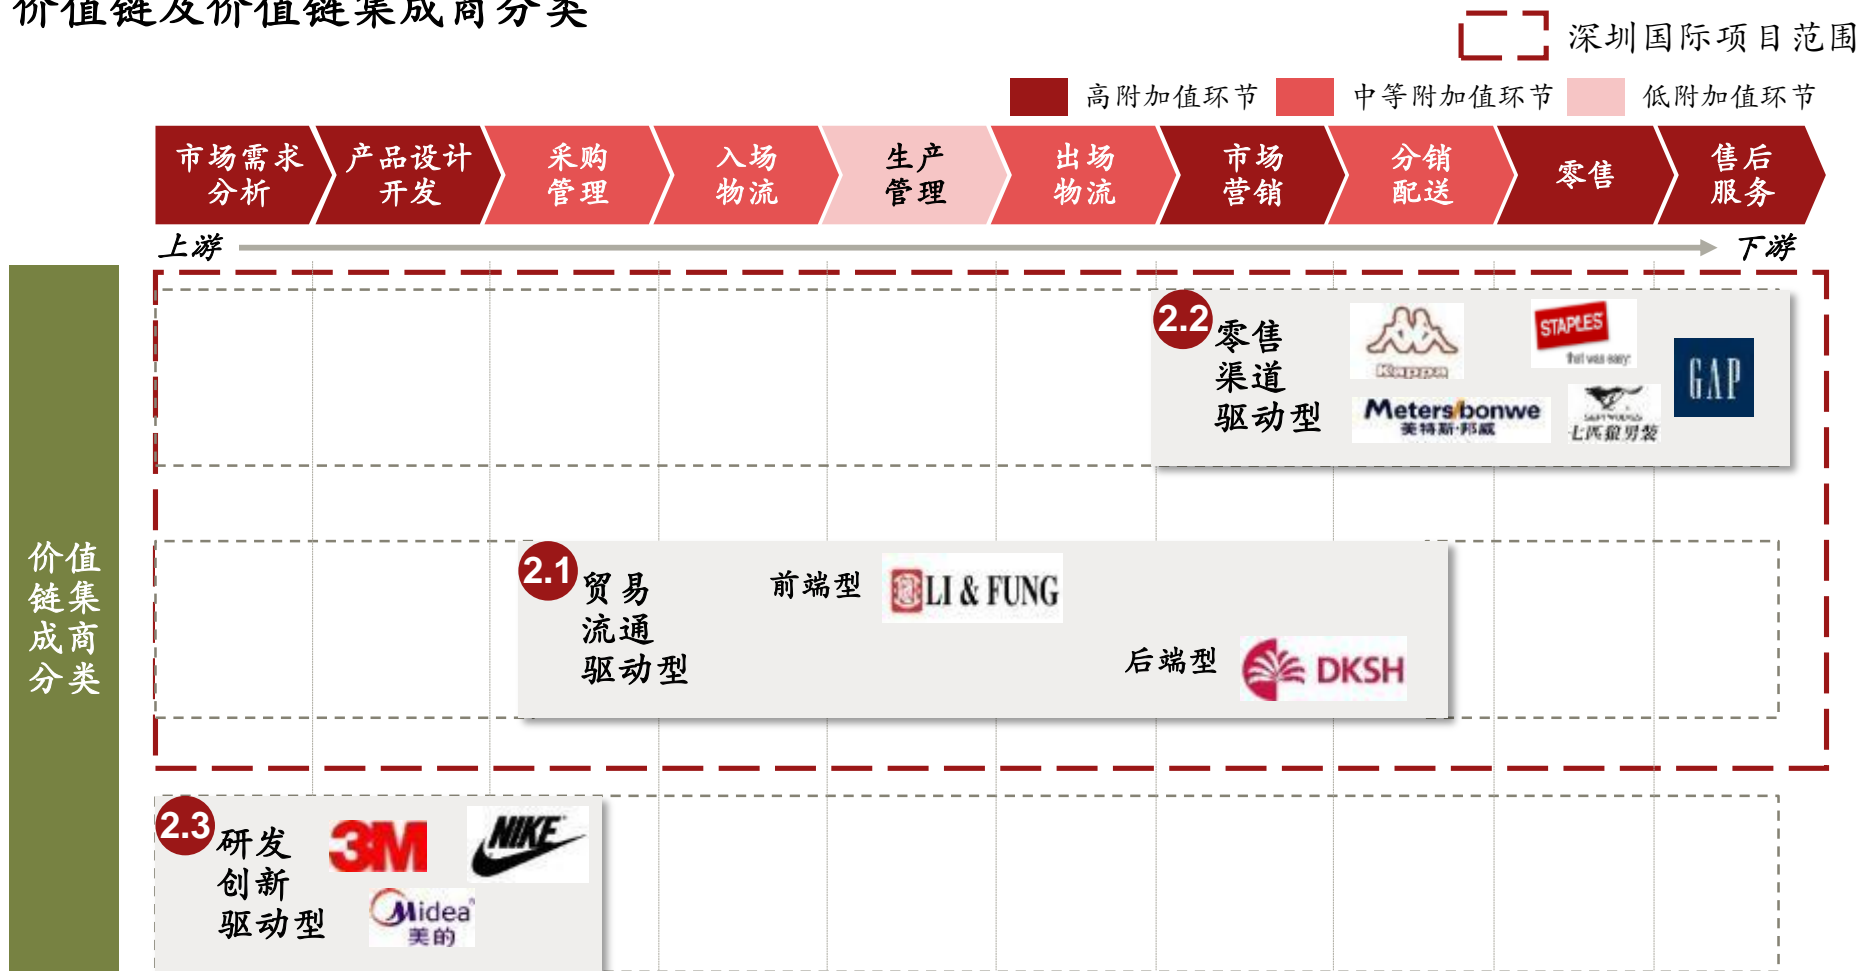 价值链及价值链集成商分类
深圳国际项目范围
高附加值环节
中等附加值环节
低附加值环节
市场需求
分析
产品设计
开发
采购
管理
入场
物流
生产
管理
出场
物流
市场
营销
分销
配送
零售
售后
服务
上游
下游
价值
链集
成商
分类
2.2
零售
渠道
驱动型
Kappa
STAPLES
that was easy
GAP
Meters/bonwe
美特斯·邦威
七匹狼男装
2.1
贸易
流通
驱动型
前端型
LI & FUNG
后端型
DKSH
2.3
研发
创新
驱动型
3M
NIKE
Midea
美的